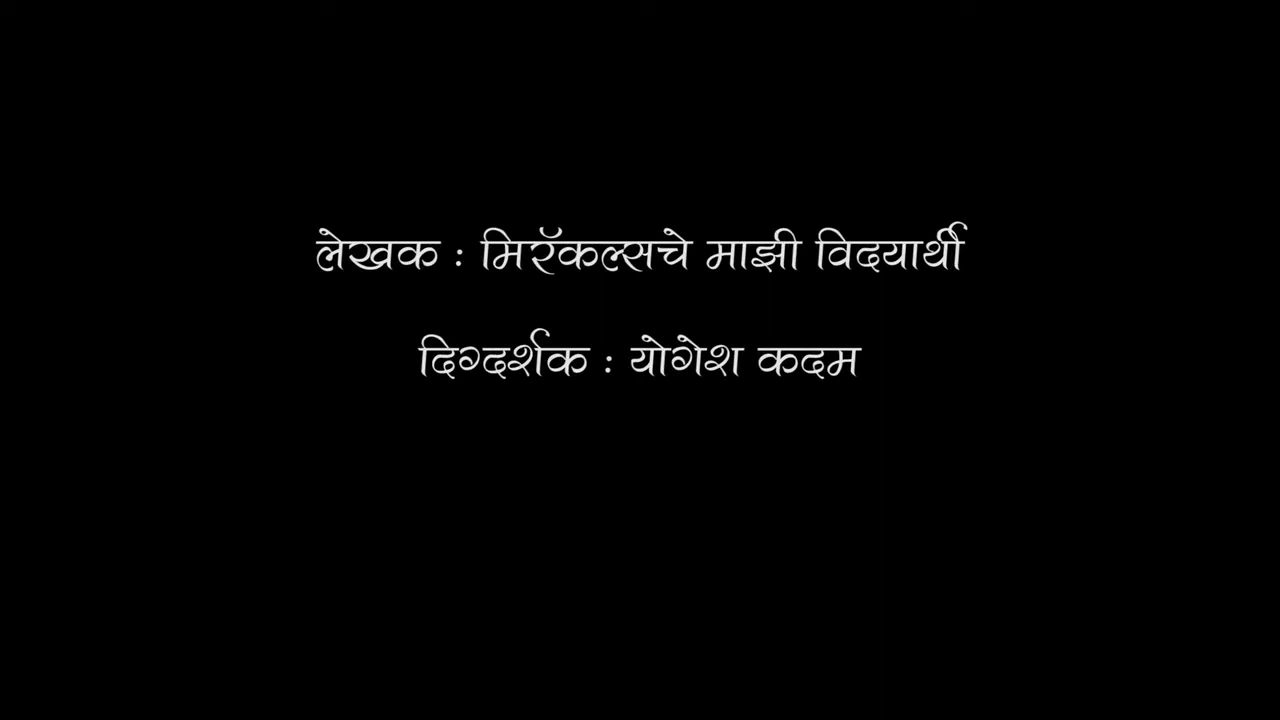 लेखक : मिरॅकल्सचे माझी विदयार्थी
दिग्दर्शक : योगेश कदम